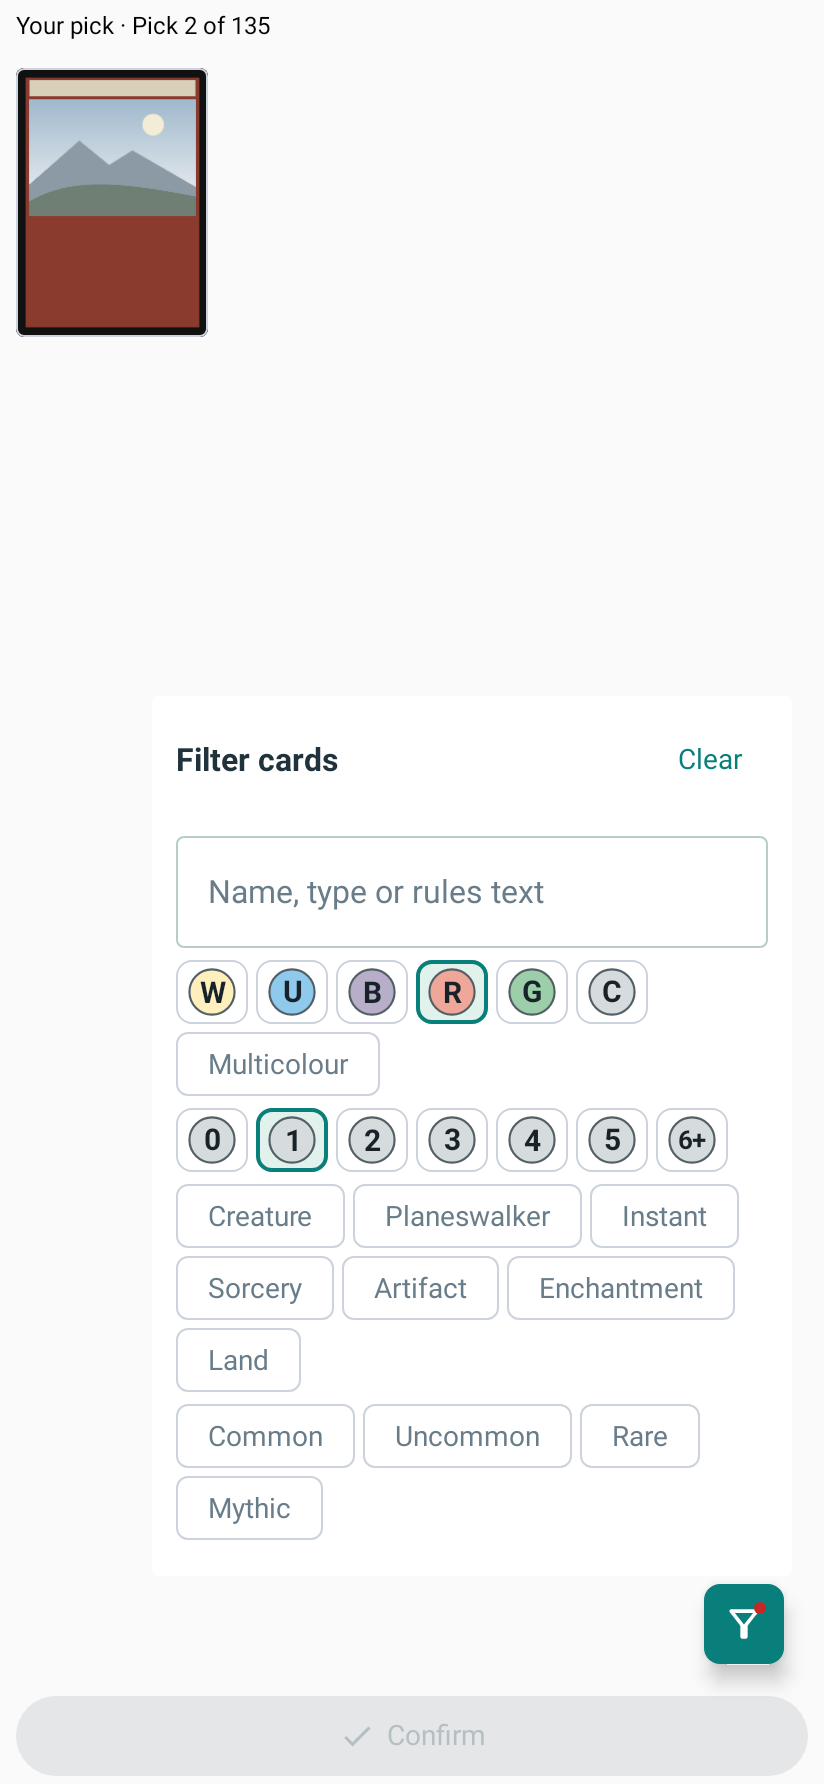 Your pick · Pick 2 of 135
Filter cards
Clear
Name, type or rules text
W U B R G C
Multicolour
0 1 2 3 4 5 6+
Creature Planeswalker Instant
Sorcery Artifact Enchantment
Land
Common Uncommon Rare
Mythic
Confirm